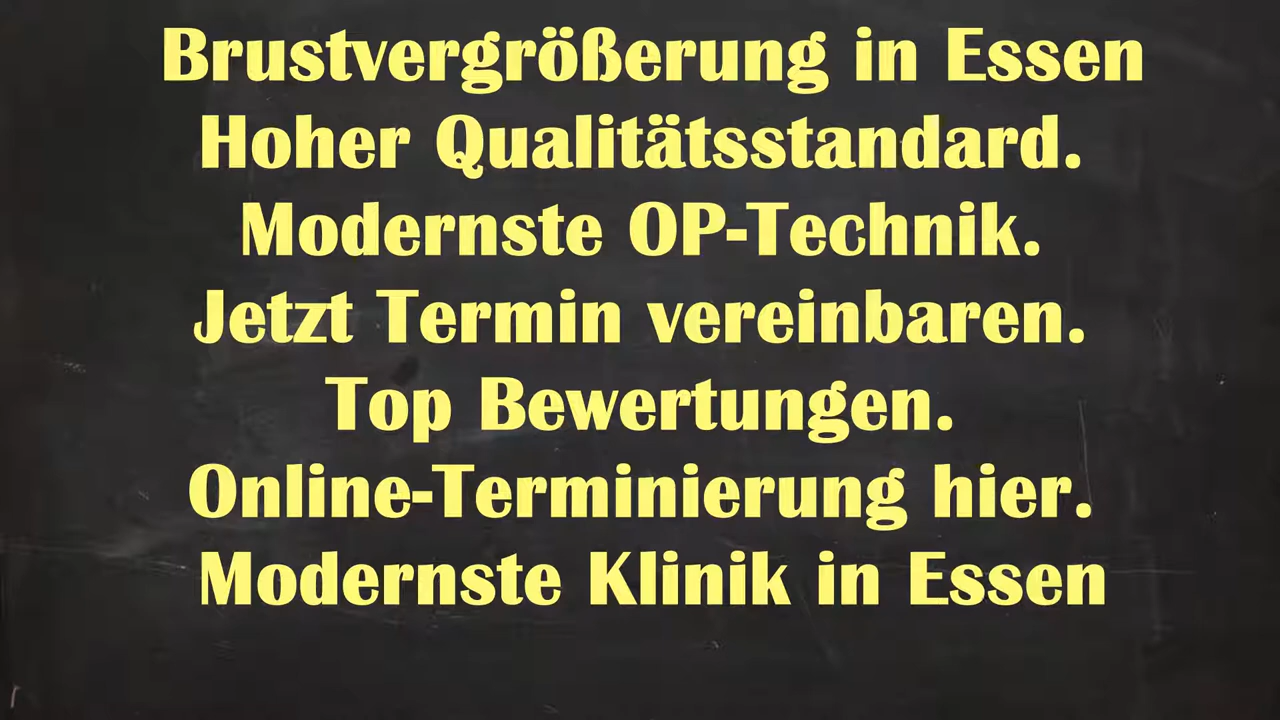 Brustvergrößerung in Essen
Hoher Qualitätsstandard.
Modernste OP-Technik.
Jetzt Termin vereinbaren.
Top Bewertungen.
Online-Terminierung hier.
Modernste Klinik in Essen